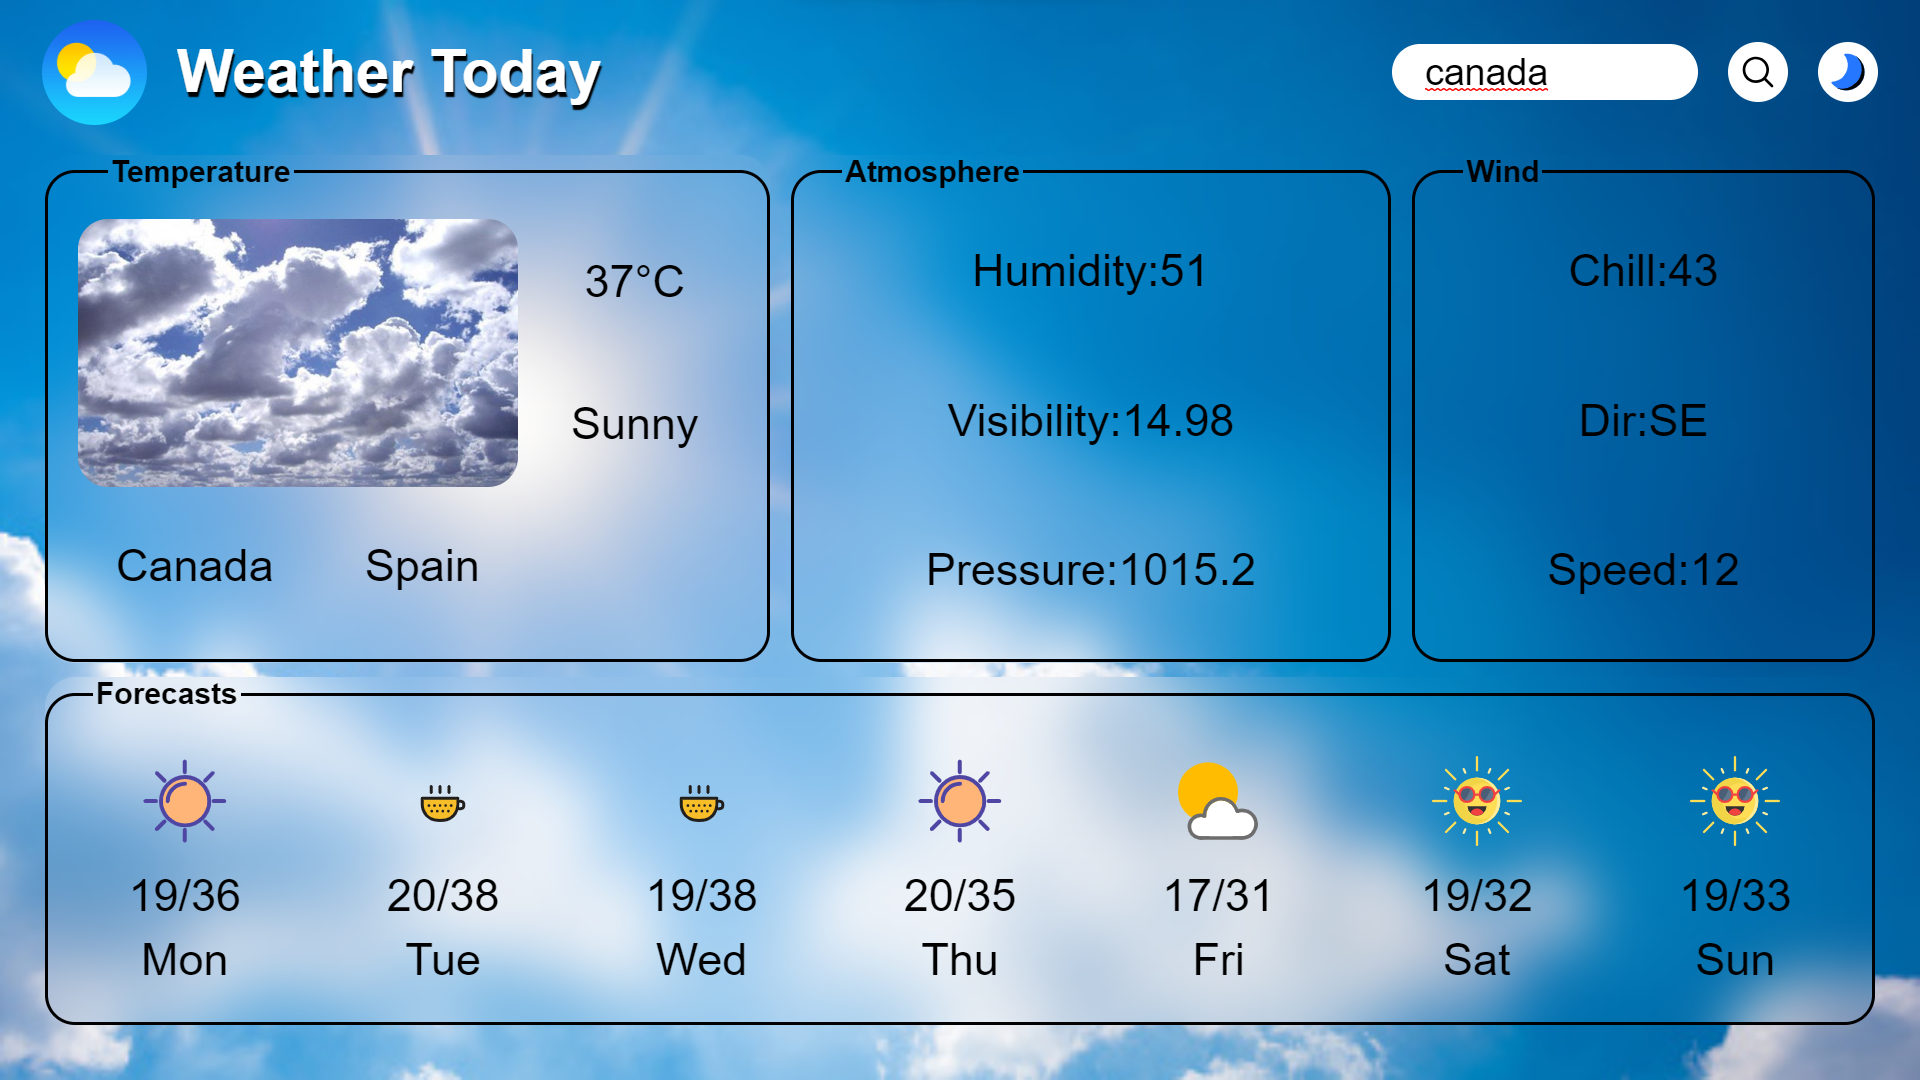 Weather Today
canada
Temperature
37°C
Sunny
Canada
Spain
Atmosphere
Humidity:51
Visibility:14.98
Pressure:1015.2
Wind
Chill:43
Dir:SE
Speed:12
Forecasts
19/36
Mon
20/38
Tue
19/38
Wed
20/35
Thu
17/31
Fri
19/32
Sat
19/33
Sun